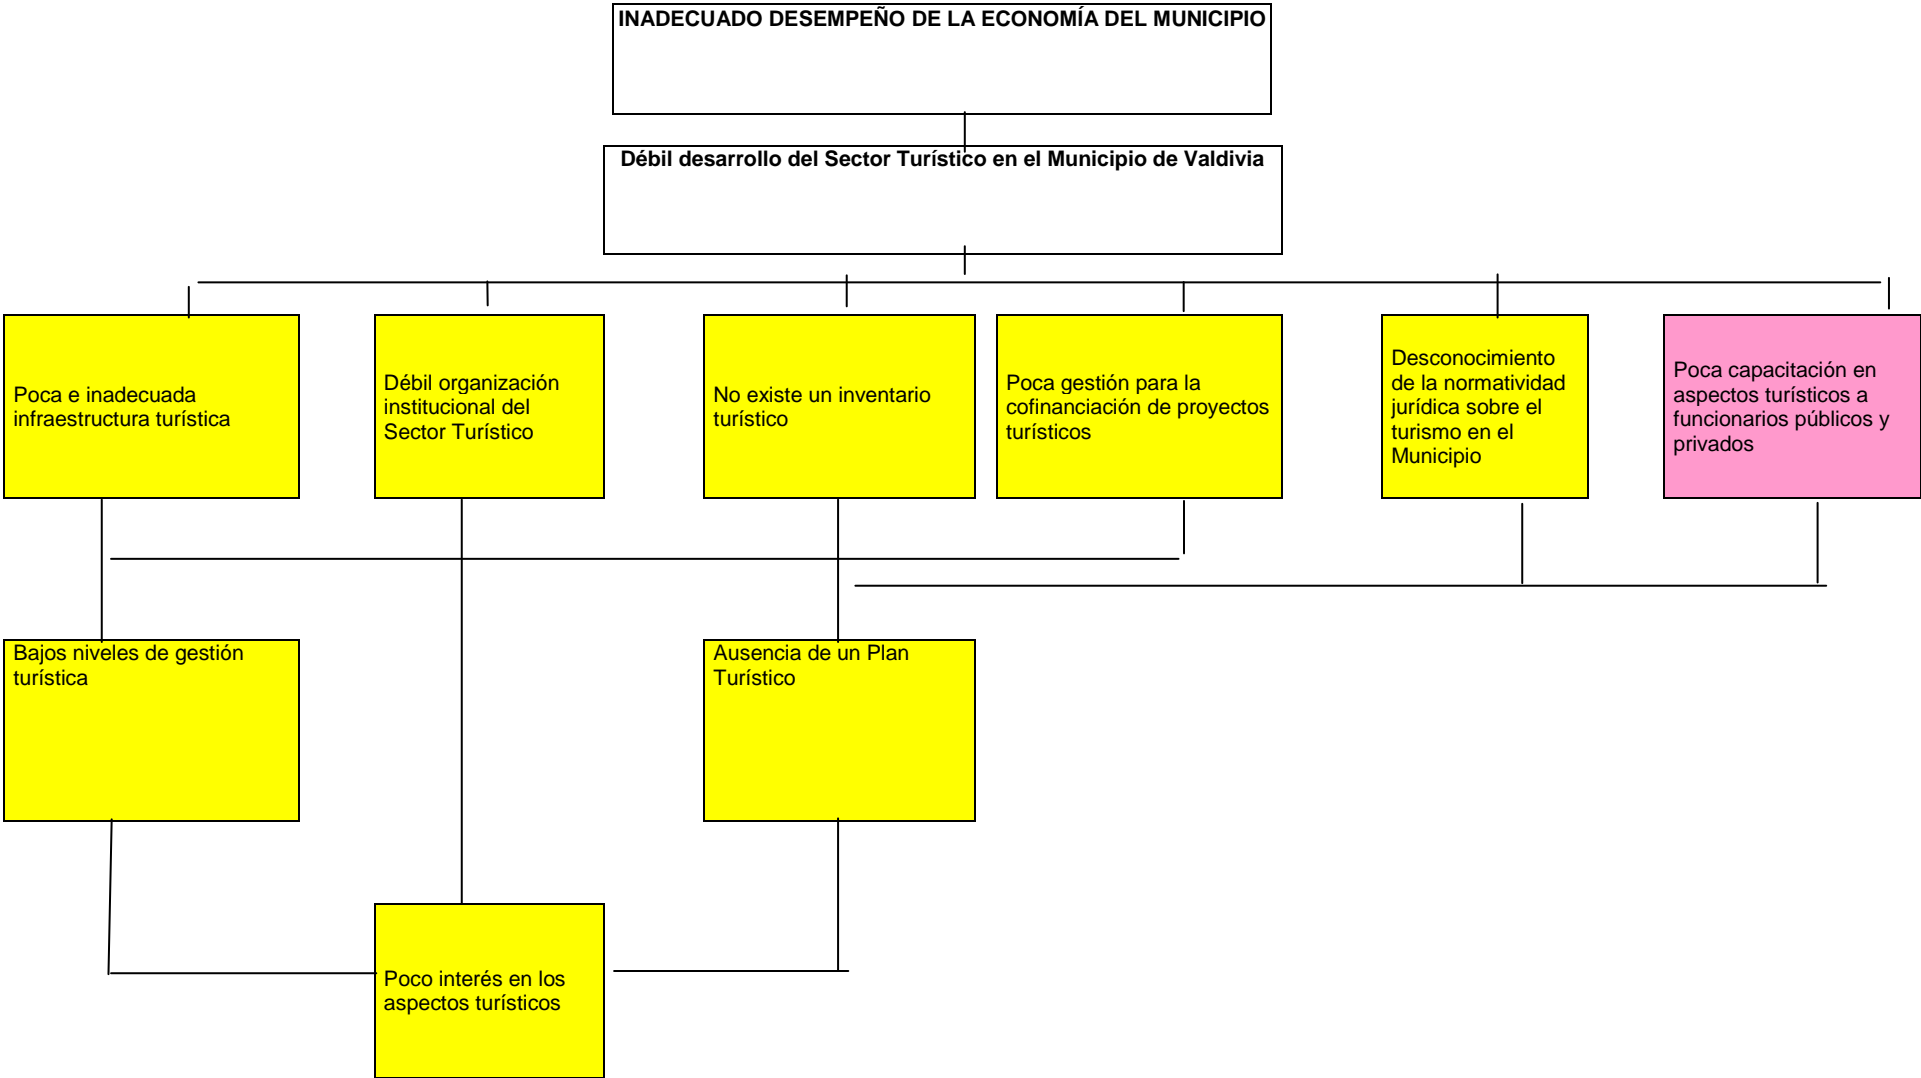 INADECUADO DESEMPEÑO DE LA ECONOMÍA DEL MUNICIPIO
Débil desarrollo del Sector Turístico en el Municipio de Valdivia
Poca e inadecuada
infraestructura turística
Débil organización
institucional del
Sector Turístico
No existe un inventario
turístico
Poca gestión para la
cofinanciación de proyectos
turísticos
Desconocimiento
de la normatividad
jurídica sobre el
turismo en el
Municipio
Poca capacitación en
aspectos turísticos a
funcionarios públicos y
privados
Bajos niveles de gestión
turística
Ausencia de un Plan
Turístico
Poco interés en los
aspectos turísticos